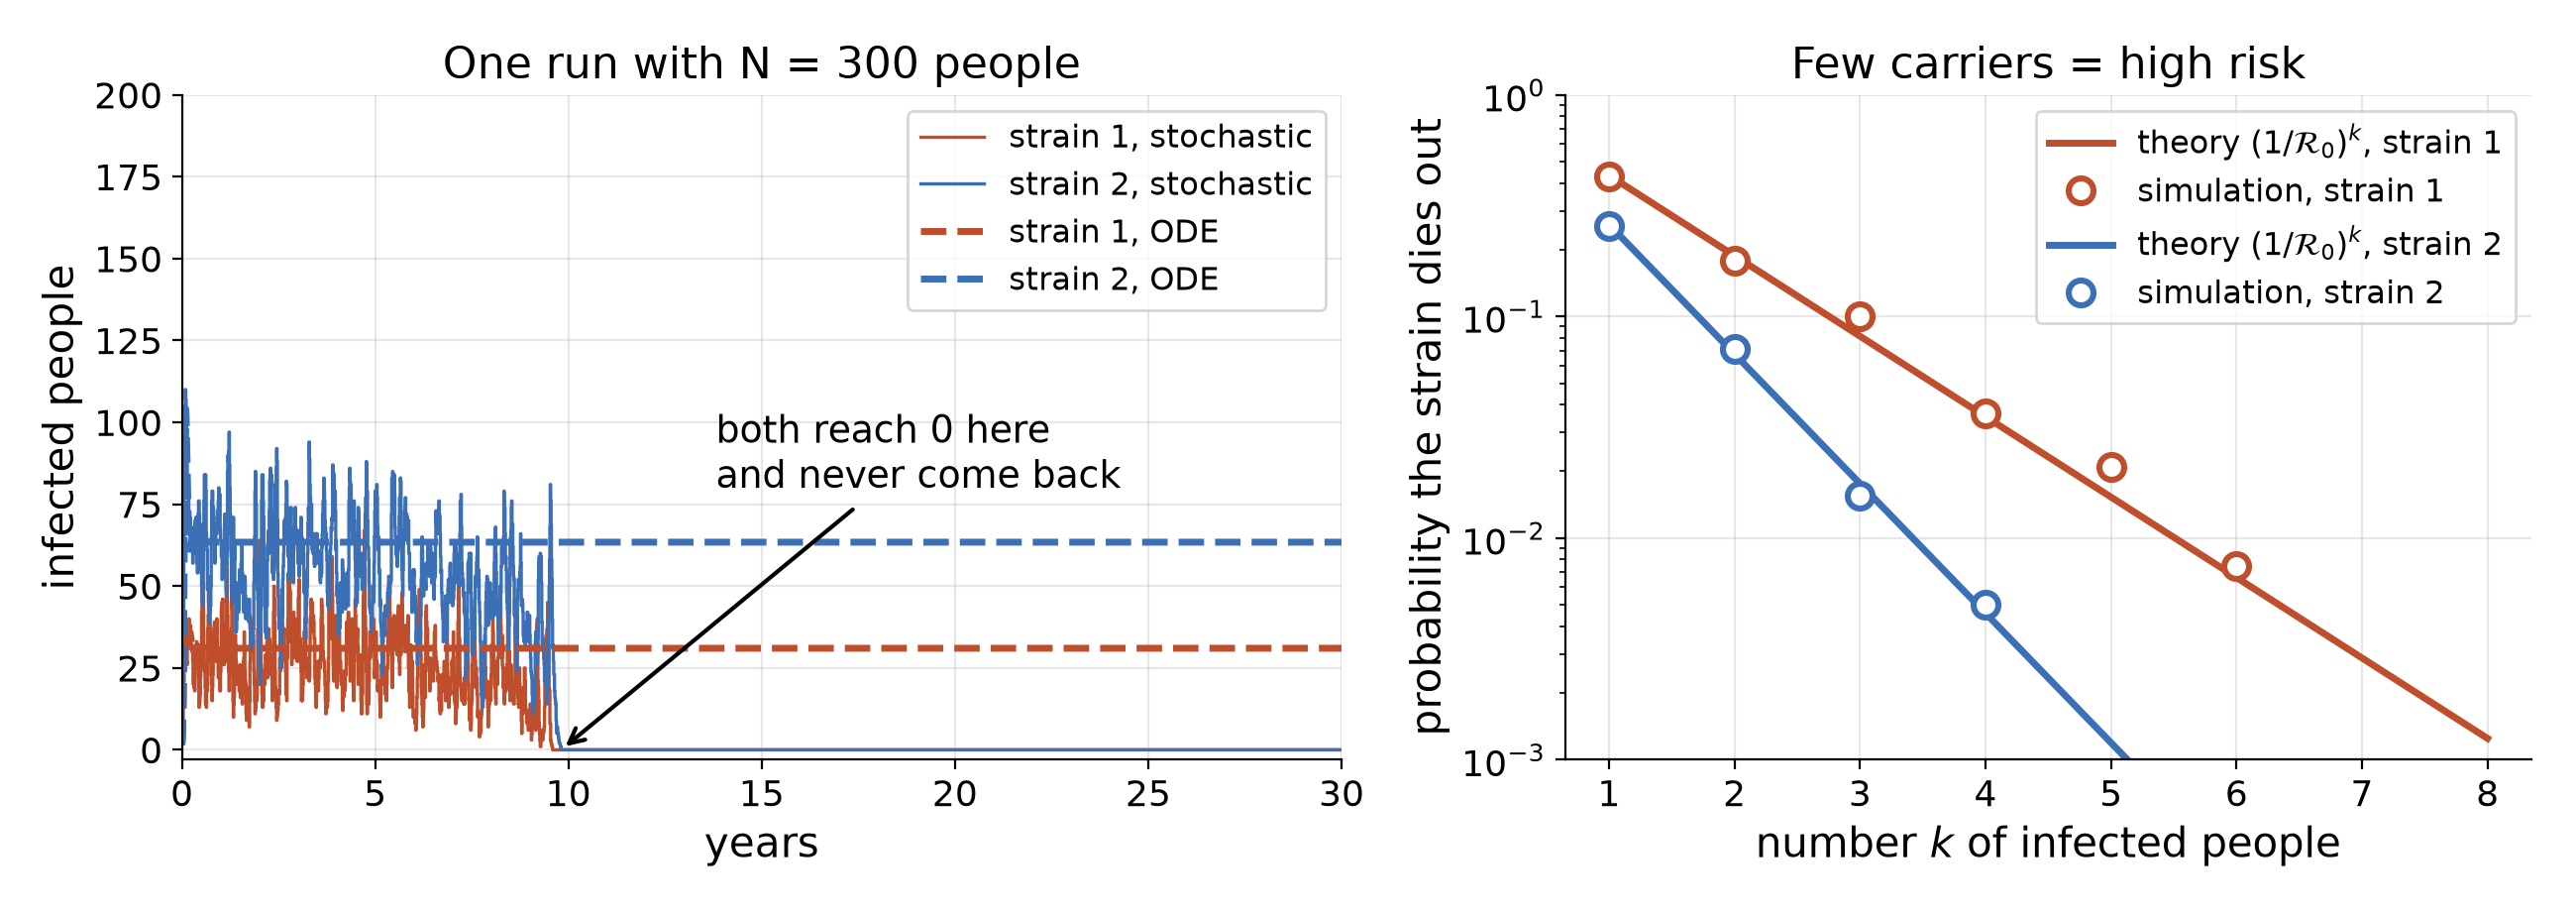 One run with N = 300 people
infected people
200
175
150
125
100
75
50
25
0
strain 1, stochastic
strain 2, stochastic
strain 1, ODE
strain 2, ODE
both reach 0 here
and never come back
0 5 10 15 20 25 30
years
Few carriers = high risk
probability the strain dies out
10⁰
10⁻¹
10⁻²
10⁻³
theory (1/ℛ₀)ᵏ, strain 1
simulation, strain 1
theory (1/ℛ₀)ᵏ, strain 2
simulation, strain 2
1 2 3 4 5 6 7 8
number k of infected people